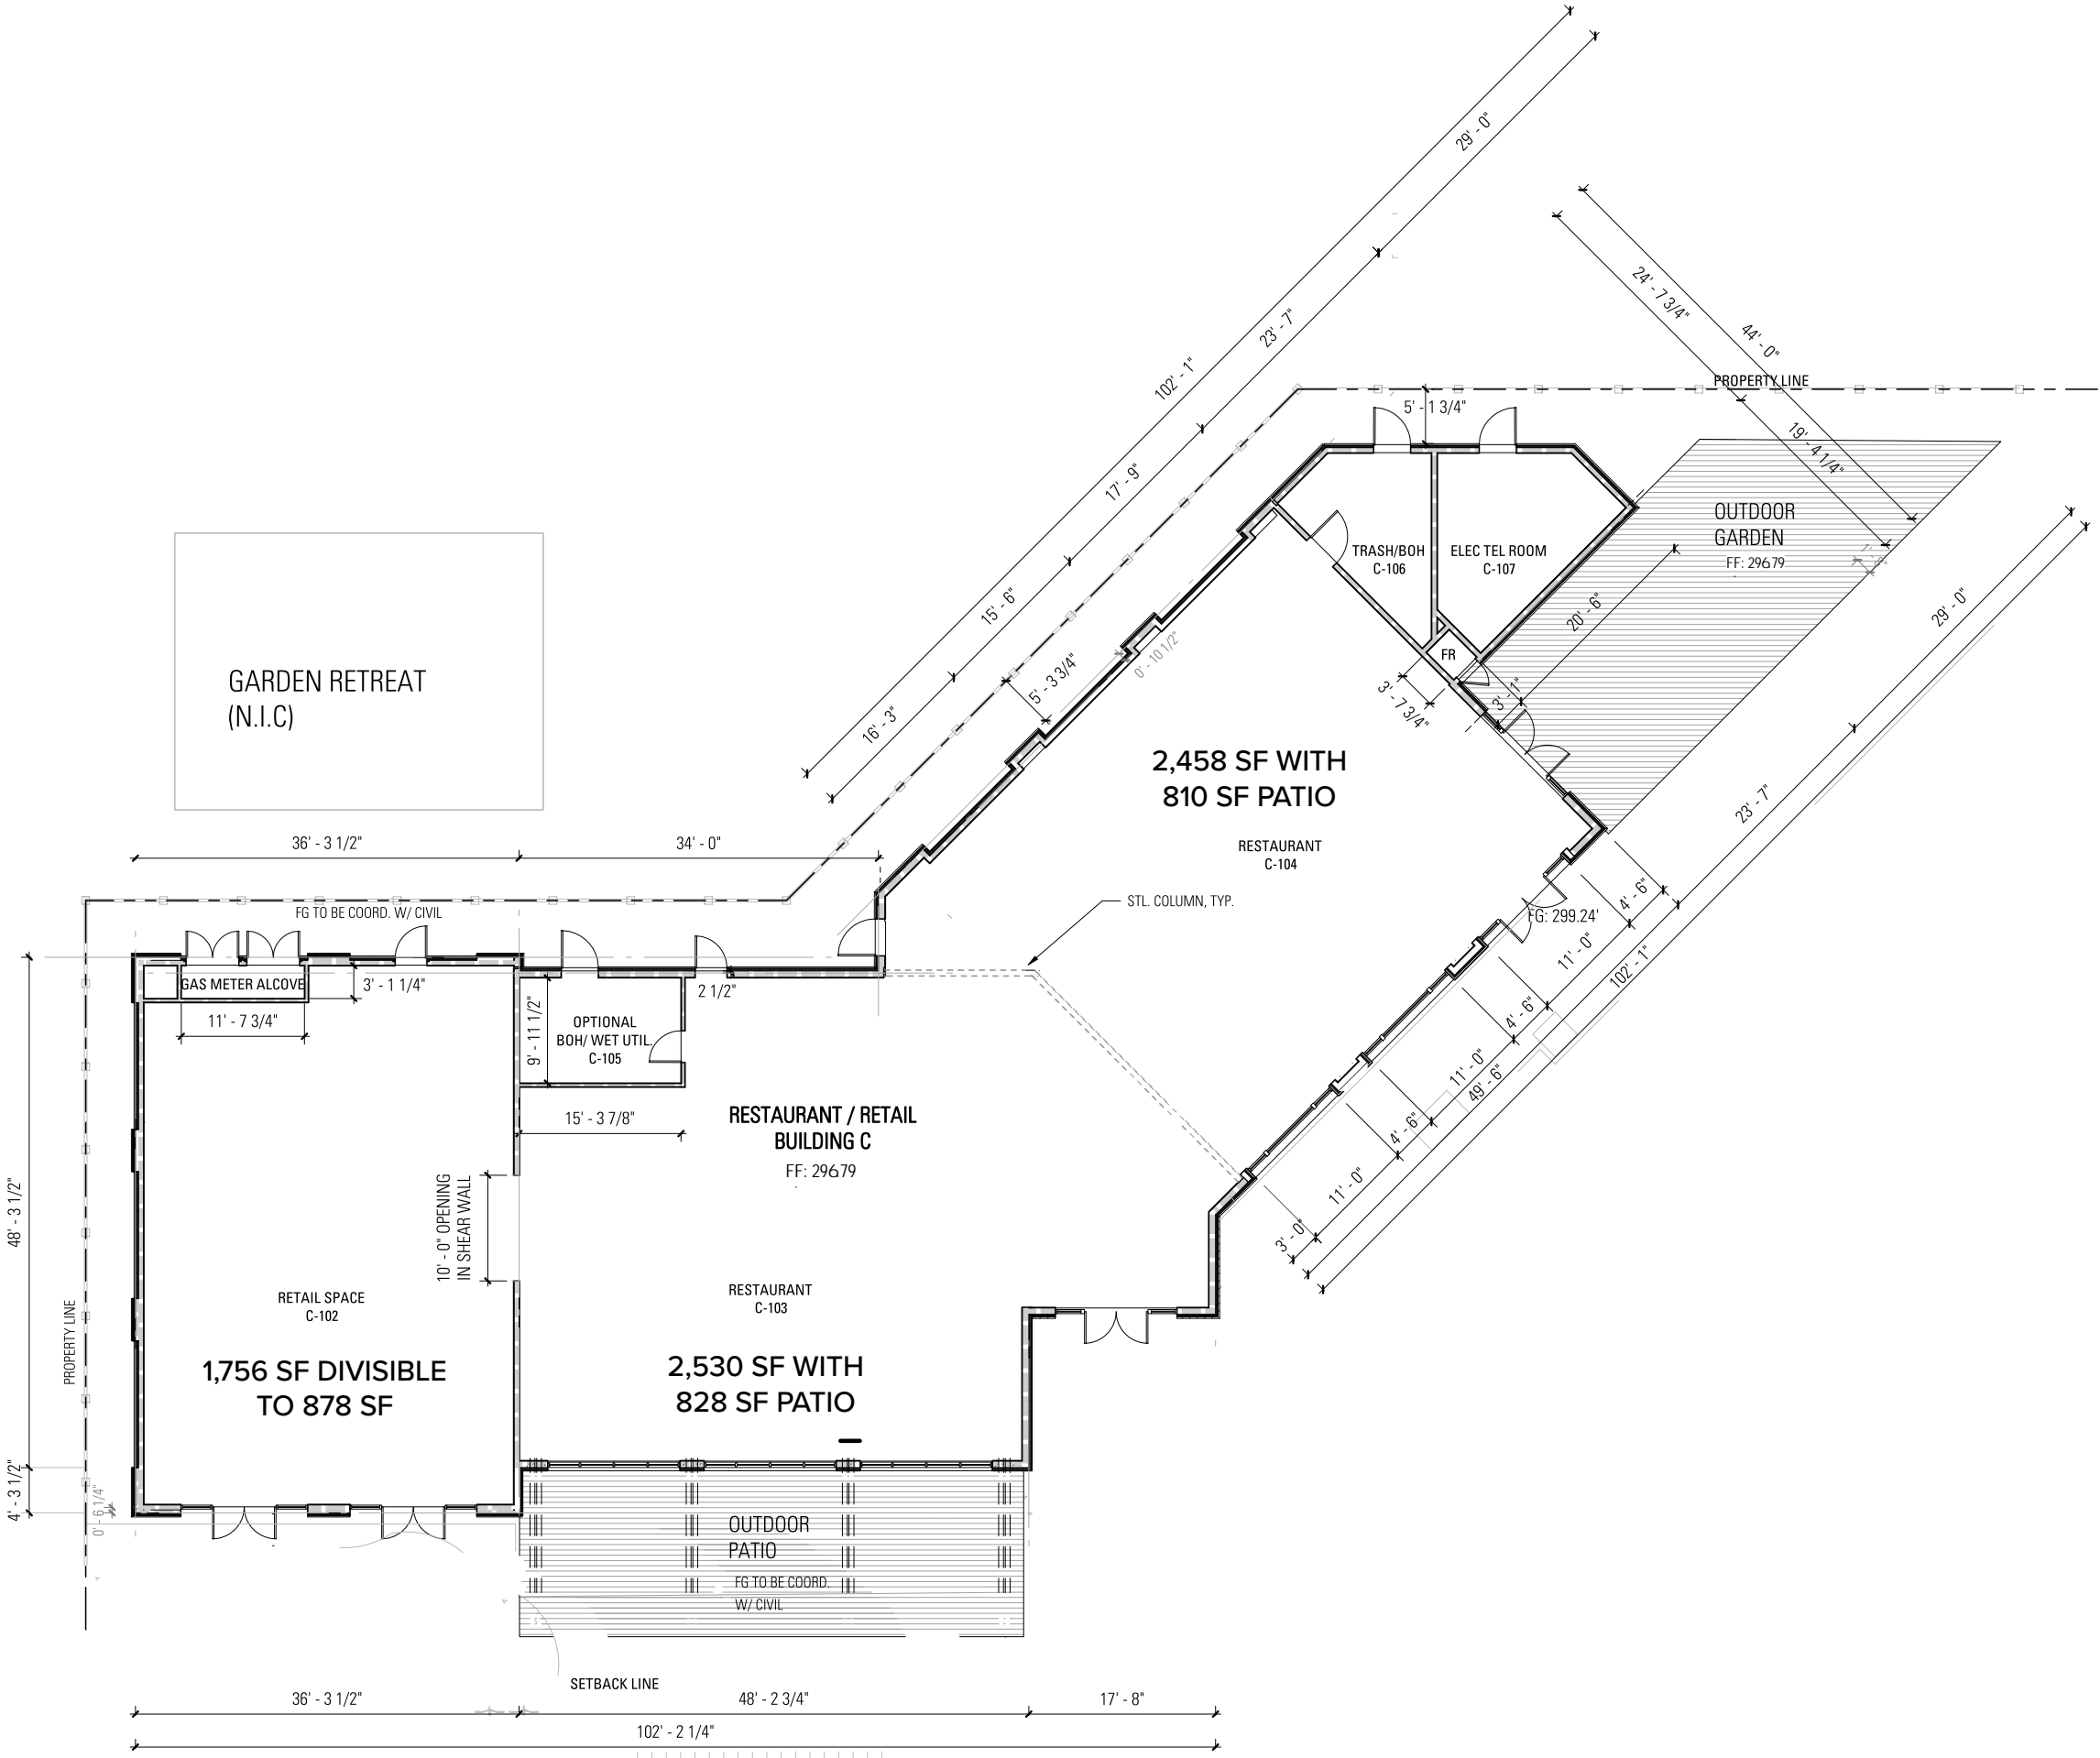 29' - 0"
24' - 7 3/4"
44' - 0"
23' - 7"
102' - 1"
PROPERTY LINE
5' - 1 3/4"
19' - 4 1/4"
17' - 9"
OUTDOOR
GARDEN
FF: 296.79
TRASH/BOH
C-106
ELEC TEL ROOM
C-107
15' - 6"
20' - 6"
29' - 0"
0' - 10 1/2"
FR
5' - 3 3/4"
3' - 7 3/4"
3' - 1"
GARDEN RETREAT
(N.I.C)
16' - 3"
2,458 SF WITH
810 SF PATIO
23' - 7"
36' - 3 1/2"
34' - 0"
RESTAURANT
C-104
STL. COLUMN, TYP.
4' - 6"
FG: 299.24'
FG TO BE COORD. W/ CIVIL
11' - 0"
102' - 1"
GAS METER ALCOVE
3' - 1 1/4"
2 1/2"
11' - 7 3/4"
9' - 11 1/2"
OPTIONAL
BOH/ WET UTIL.
C-105
4' - 6"
11' - 0"
49' - 6"
15' - 3 7/8"
RESTAURANT / RETAIL
BUILDING C
FF: 296.79
4' - 6"
11' - 0"
3' - 0"
48' - 3 1/2"
10' - 0" OPENING
IN SHEAR WALL
RETAIL SPACE
C-102
RESTAURANT
C-103
PROPERTY LINE
1,756 SF DIVISIBLE
TO 878 SF
2,530 SF WITH
828 SF PATIO
4' - 3 1/2"
0' - 6 1/4"
OUTDOOR
PATIO
FG TO BE COORD.
W/ CIVIL
SETBACK LINE
36' - 3 1/2"
48' - 2 3/4"
17' - 8"
102' - 2 1/4"